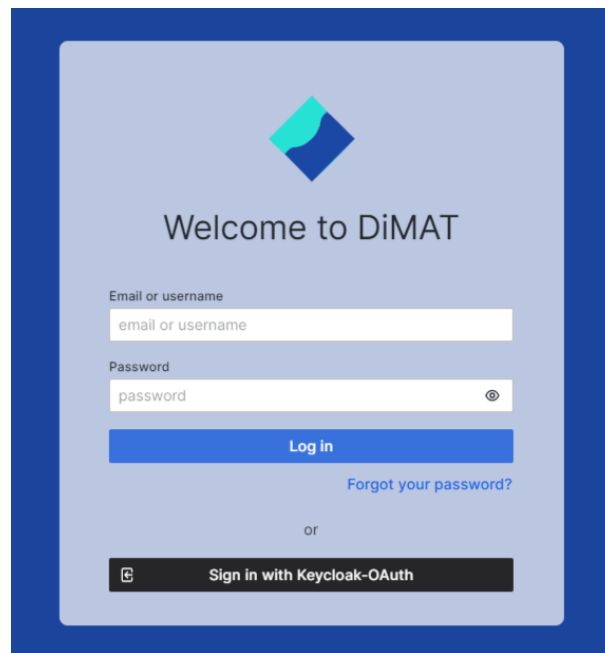 Welcome to DiMAT
Email or username
email or username
Password
password
Log in
Forgot your password?
or
Sign in with Keycloak-OAuth